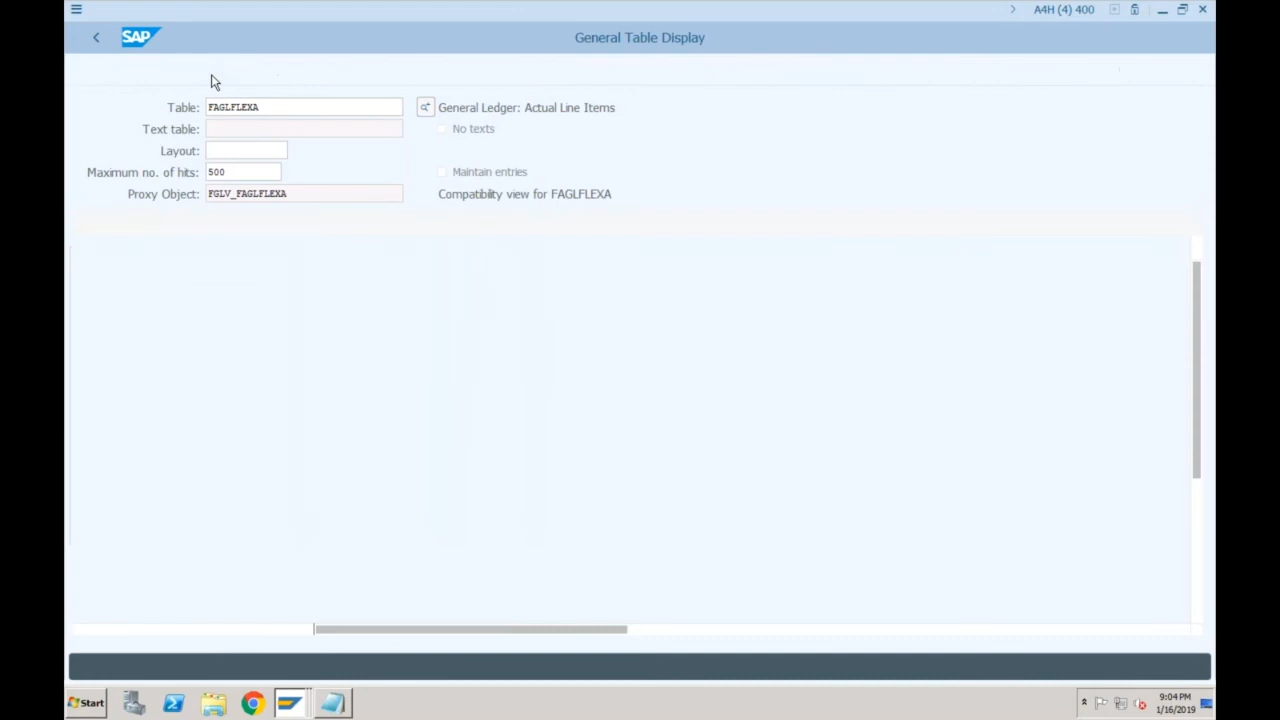 A4H (4) 400
SAP General Table Display
Table: FAGLFLEXA General Ledger: Actual Line Items
Text table: No texts
Layout:
Maximum no. of hits: 500 Maintain entries
Proxy Object: FGLV_FAGLFLEXA Compatibility view for FAGLFLEXA
Start
9:04 PM
1/16/2019